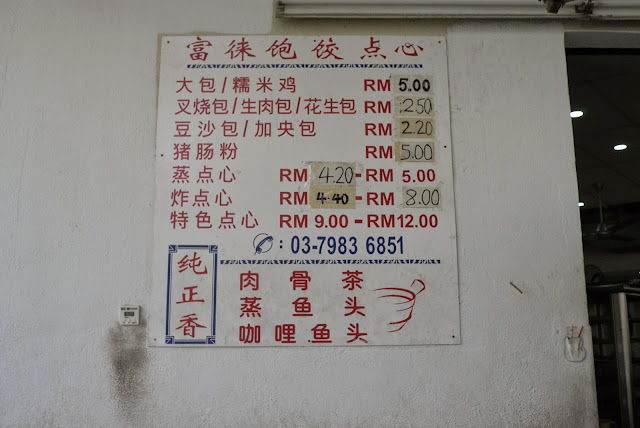 富徕饱饺点心
大包/糯米鸡 RM 5.00
叉烧包/生肉包/花生包 RM 2.50
豆沙包/加央包 RM 2.20
猪肠粉 RM 5.00
蒸点心 RM 4.20 - RM 5.00
炸点心 RM 4.40 - RM 8.00
特色点心 RM 9.00 - RM 12.00
: 03-7983 6851
纯正香
肉骨茶
蒸鱼头
咖哩鱼头